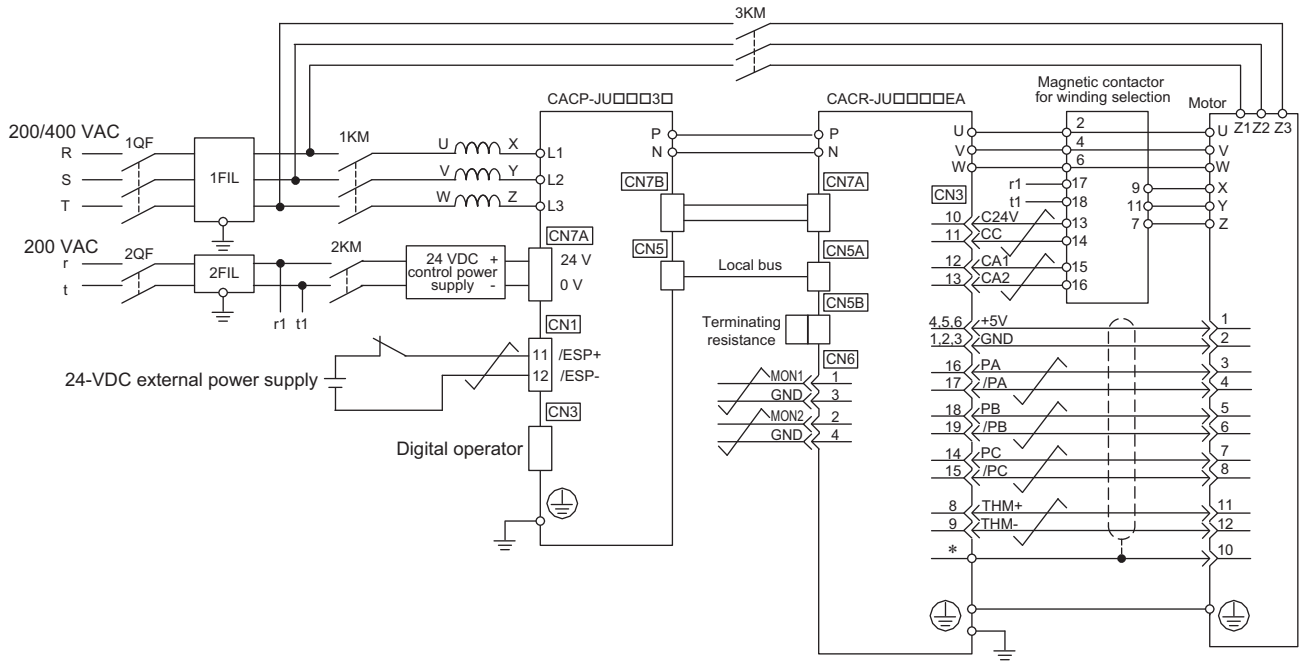 3KM
CACP-JU□□□3□
CACR-JU□□□□EA
Magnetic contactor
for winding selection
Motor
Z1 Z2 Z3
200/400 VAC
R
S
T
1QF
1FIL
1KM
U X
V Y
W Z
L1
L2
L3
P
N
P
N
U
V
W
2
4
6
U
V
W
r1
t1
17
18
13
14
15
16
9
11
7
X
Y
Z
CN7B
CN7A
CN3
10 C24V
11 CC
12 CA1
13 CA2
200 VAC
r
t
2QF
2FIL
r1 t1
2KM
24 VDC +
control power
supply -
CN7A
24 V
0 V
CN5
Local bus
CN5A
CN5B
Terminating
resistance
CN1
11 /ESP+
12 /ESP-
24-VDC external power supply
CN3
Digital operator
CN6
MON1 1
GND 3
MON2 2
GND 4
4,5,6 +5V 1
1,2,3 GND 2
16 PA 3
17 /PA 4
18 PB 5
19 /PB 6
14 PC 7
15 /PC 8
8 THM+ 11
9 THM- 12
* 10